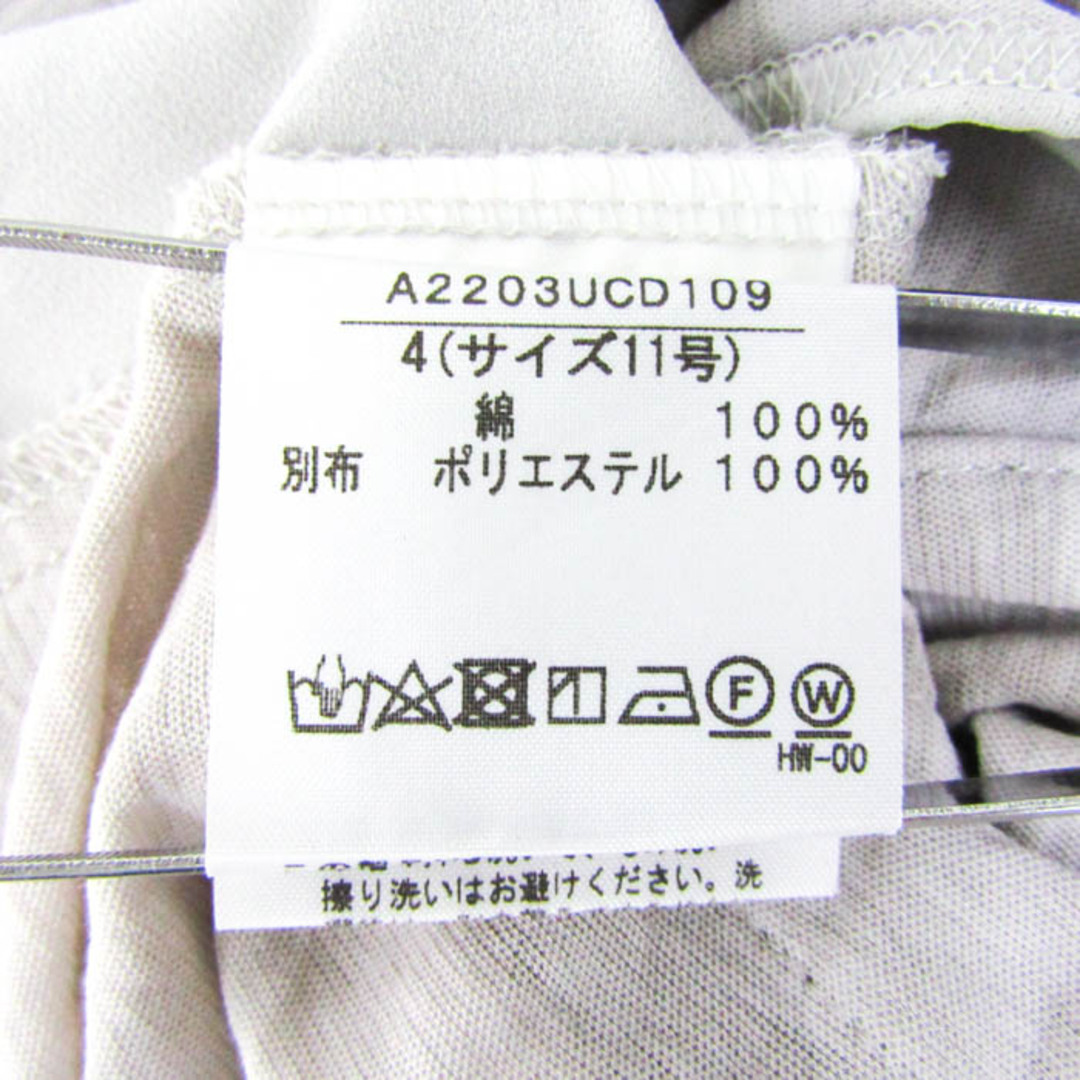 A2203UCD109
4(サイズ11号)
綿 100%
別布 ポリエステル 100%
F W
HW-00
擦り洗いはお避けください。洗